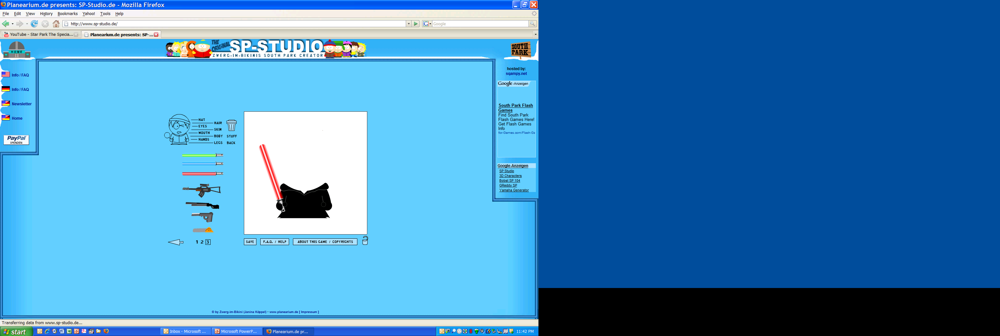 Planearium.de presents: SP-Studio.de - Mozilla Firefox
File Edit View History Bookmarks Yahoo! Tools Help
http://www.sp-studio.de/
G Google
You Tube YouTube - Star Park The Specia...
Planearium.de presents: SP-...
HOME
THE ORIGINAL SP-STUDIO
ZWERG-IM-BIKINIS SOUTH PARK CREATOR
SOUTH PARK
Info / FAQ
Info / FAQ
Newsletter
Home
PayPal
SPENDEN
HAT
HAIR
EYES
SKIN
MOUTH
BODY
HANDS
LEGS
STUFF
BACK
1 2 3
SAVE
F.A.Q. / HELP
ABOUT THIS GAME / COPYRIGHTS
hosted by:
sqampy.net
Google-Anzeigen
South Park Flash
Games
Find South Park
Flash Games Here!
Get Flash Games
Info
for-Games.com/Flash-Ga
Google-Anzeigen
SP Studio
3D Characters
Bobst SP 104
GReddy SP
Yamaha Generator
© by Zwerg-im-Bikini (Janina Köppel) - www.planearium.de [ Impressum ]
Transferring data from www.sp-studio.de...
start
Inbox - Microsoft ...
Microsoft PowerP...
Planearium.de pr...
11:42 PM